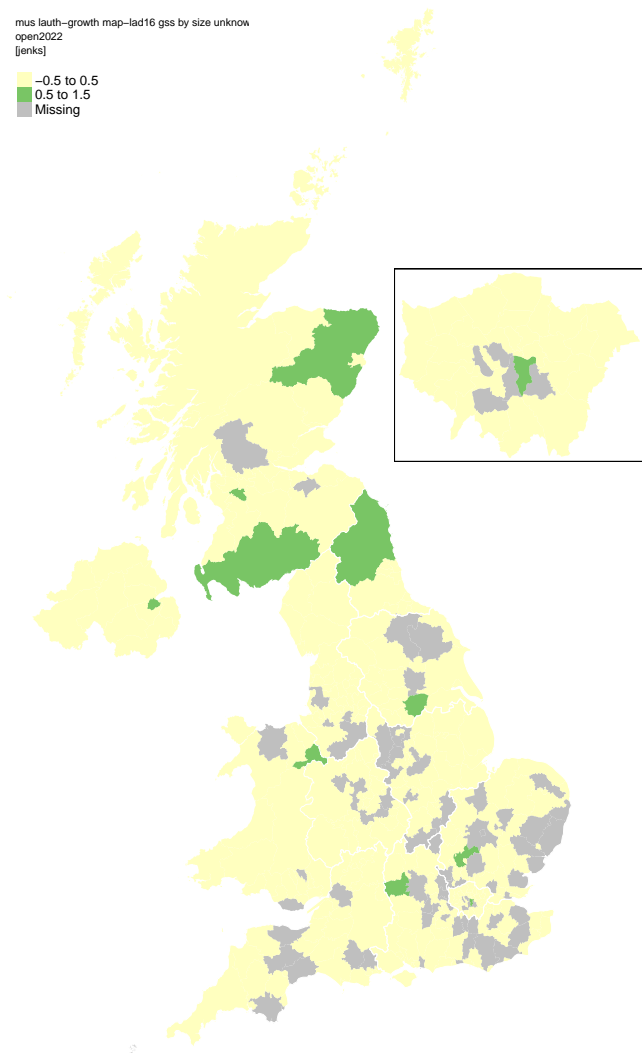 mus lauth−growth map−lad16 gss by size unknow
open2022
[jenks]
−0.5 to 0.5
0.5 to 1.5
Missing